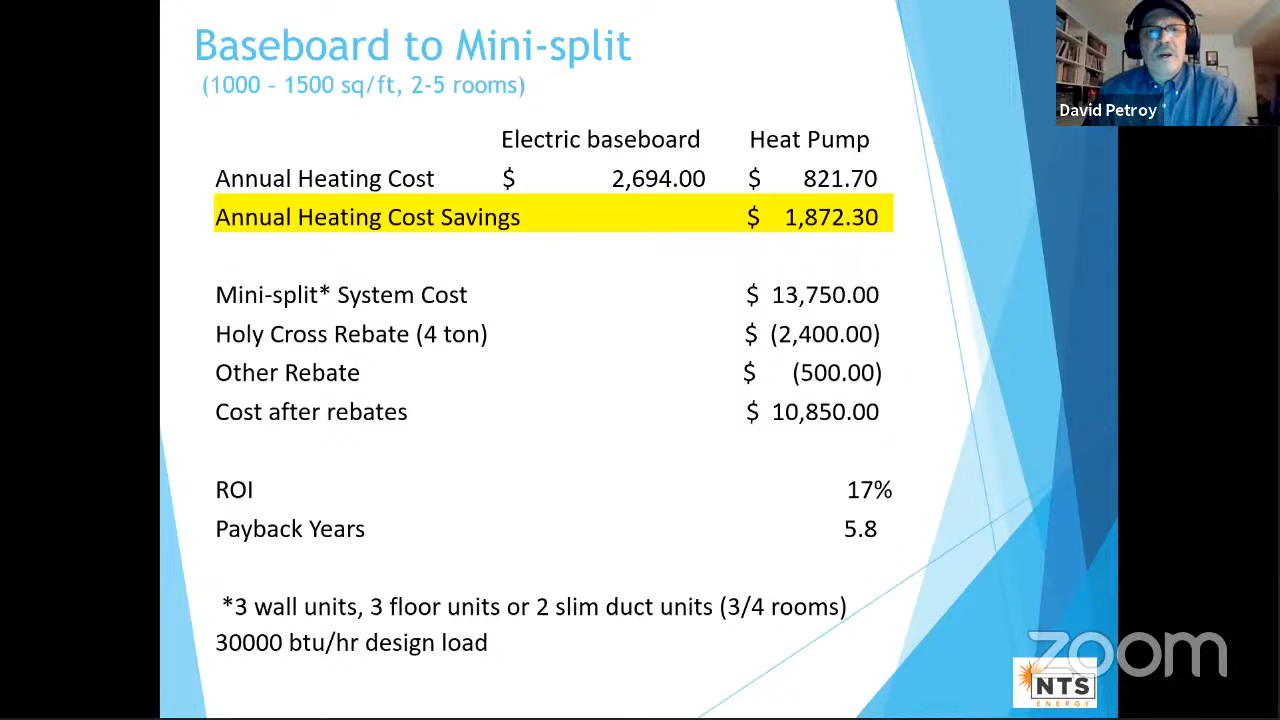 Baseboard to Mini-split
(1000 – 1500 sq/ft, 2-5 rooms)
David Petroy
Electric baseboard Heat Pump
Annual Heating Cost $ 2,694.00 $ 821.70
Annual Heating Cost Savings $ 1,872.30
Mini-split* System Cost $ 13,750.00
Holy Cross Rebate (4 ton) $ (2,400.00)
Other Rebate $ (500.00)
Cost after rebates $ 10,850.00
ROI 17%
Payback Years 5.8
*3 wall units, 3 floor units or 2 slim duct units (3/4 rooms)
30000 btu/hr design load
zoom
NTS
ENERGY